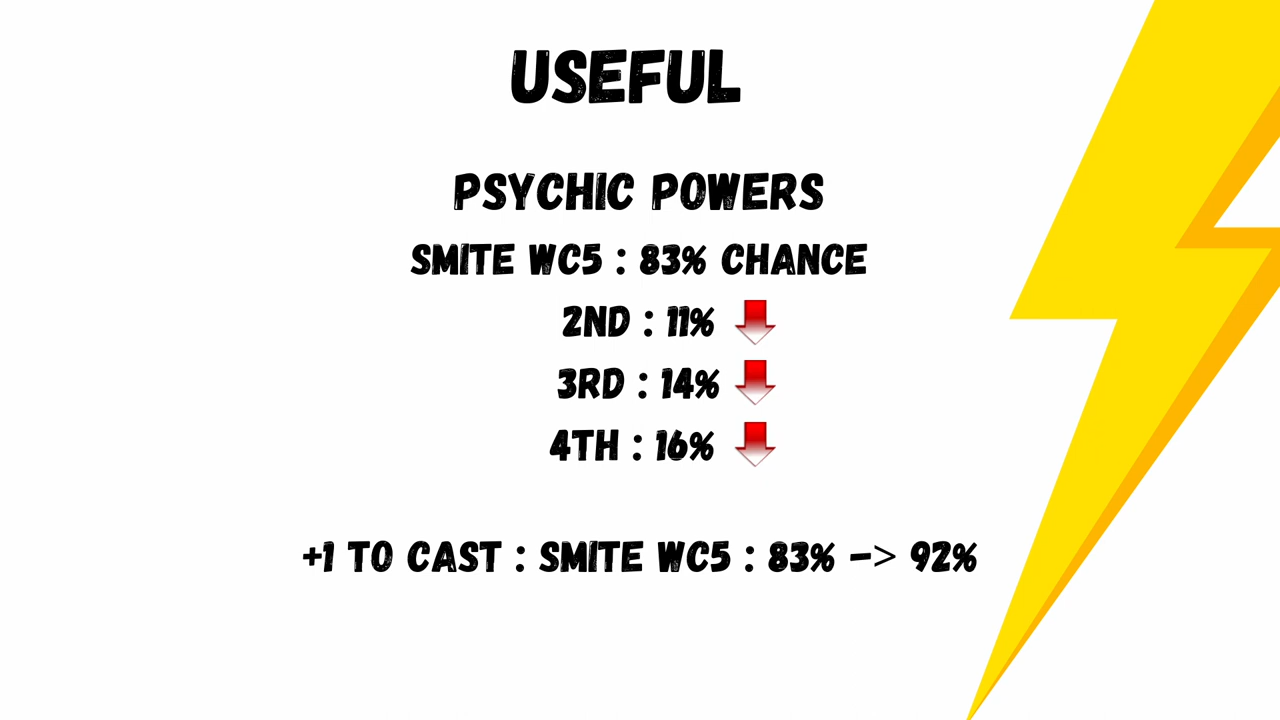 USEFUL
PSYCHIC POWERS
SMITE WC5 : 83% CHANCE
2ND : 11%
3RD : 14%
4TH : 16%
+1 TO CAST : SMITE WC5 : 83% -> 92%